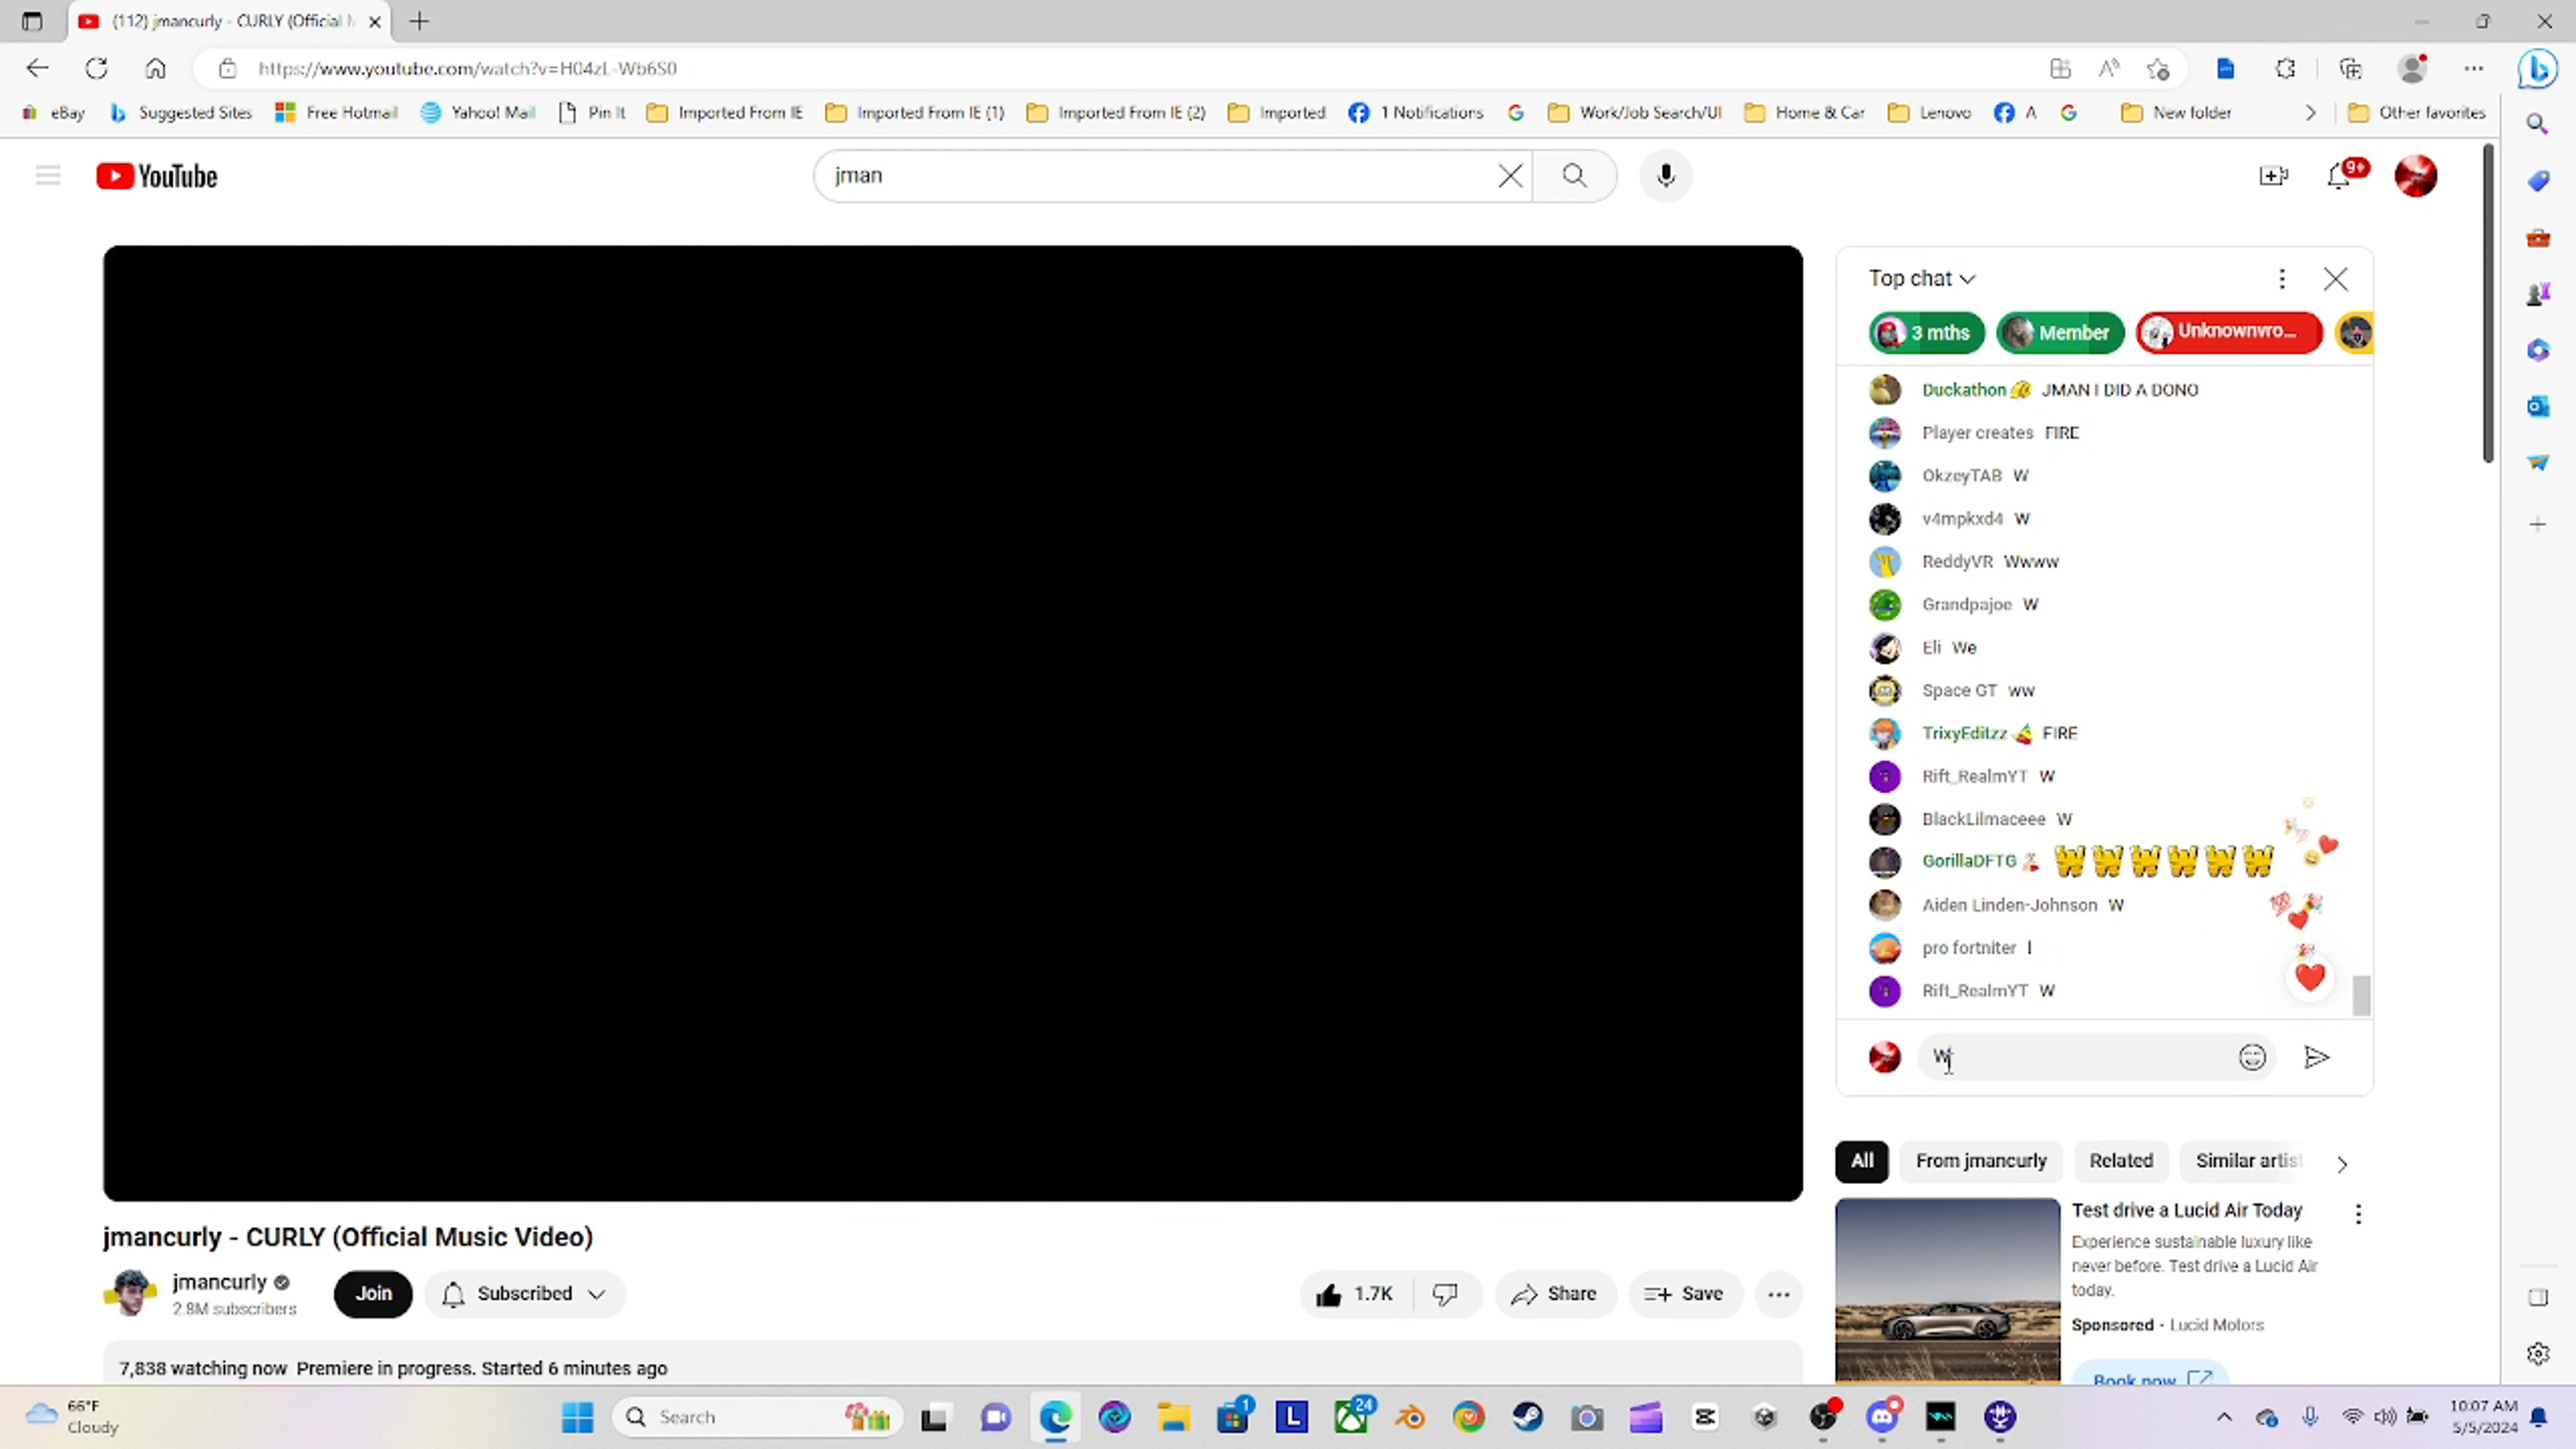 (112) jmancurly - CURLY (Official M
https://www.youtube.com/watch?v=H04zL-Wb6S0
eBay Suggested Sites Free Hotmail Yahoo! Mail Pin It Imported From IE Imported From IE (1) Imported From IE (2) Imported 1 Notifications Work/Job Search/UI Home & Car Lenovo A New folder Other favorites
YouTube
jman
9+
Top chat
3 mths Member Unknownvro...
Duckathon JMAN I DID A DONO
Player creates FIRE
OkzeyTAB W
v4mpkxd4 W
ReddyVR Wwww
Grandpajoe W
Eli We
Space GT ww
TrixyEditzz FIRE
Rift_RealmYT W
BlackLilmaceee W
GorillaDFTG WWWWWW
Aiden Linden-Johnson W
pro fortniter I
Rift_RealmYT W
W
All From jmancurly Related Similar artist
Test drive a Lucid Air Today
Experience sustainable luxury like
never before. Test drive a Lucid Air
today.
Sponsored · Lucid Motors
Book now
jmancurly - CURLY (Official Music Video)
jmancurly
2.8M subscribers
Join
Subscribed
1.7K
Share
Save
7,838 watching now Premiere in progress. Started 6 minutes ago
66°F
Cloudy
Search
1
L
24
10:07 AM
5/5/2024